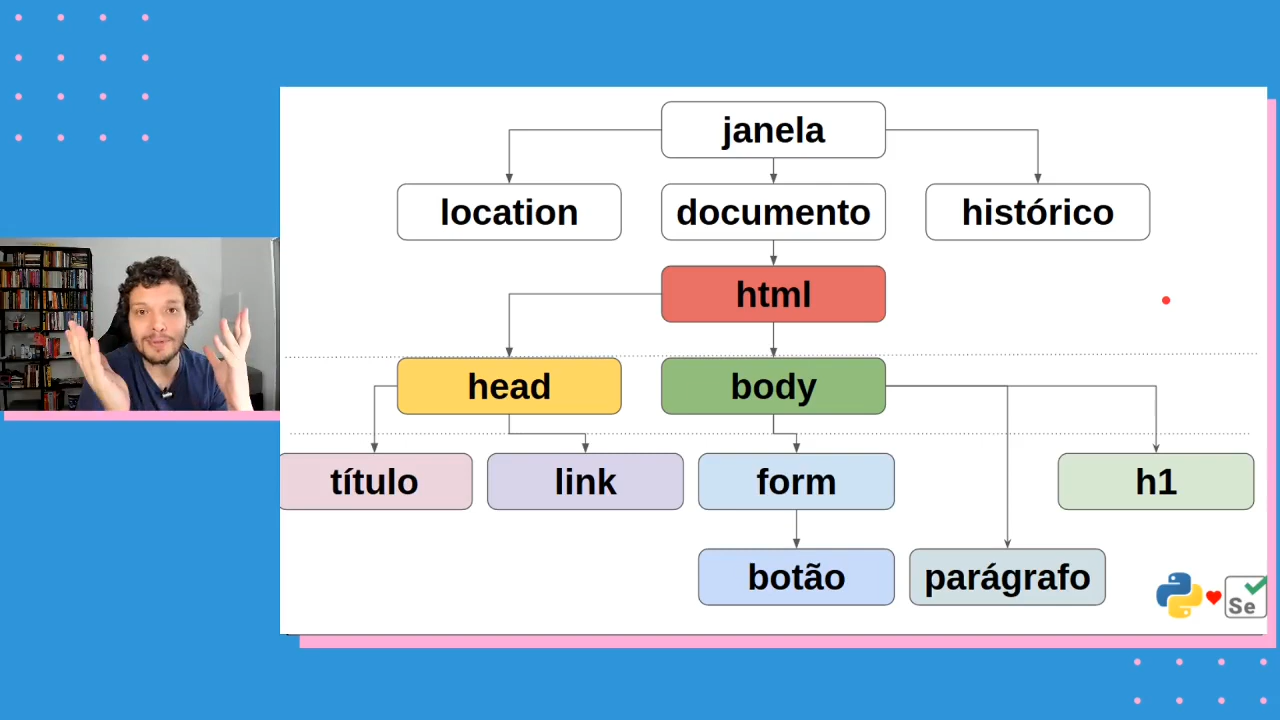 janela
location
documento
histórico
html
head
body
título
link
form
h1
botão
parágrafo
Se